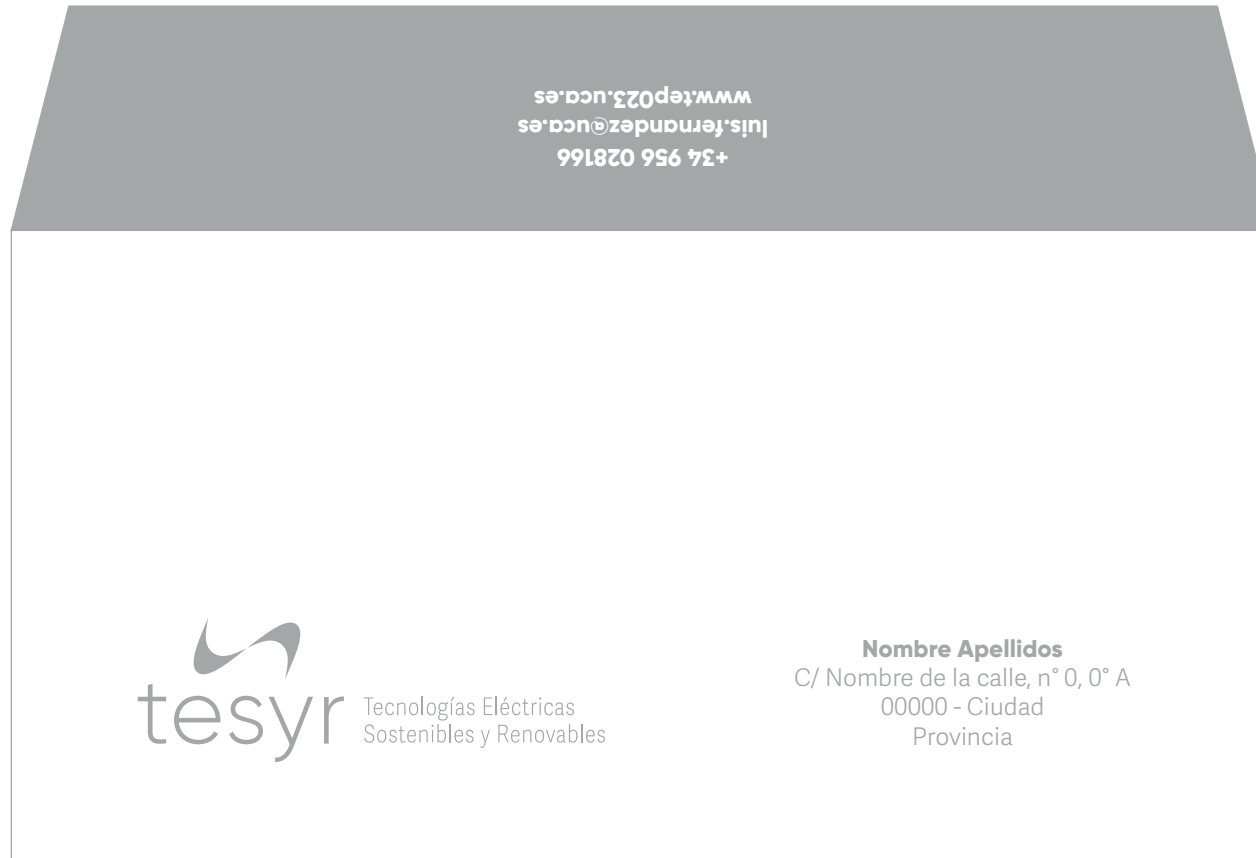 +34 956 028166
luis.fernandez@uca.es
www.tep023.uca.es
tesyr
Tecnologías Eléctricas
Sostenibles y Renovables
Nombre Apellidos
C/ Nombre de la calle, n° 0, 0° A
00000 - Ciudad
Provincia